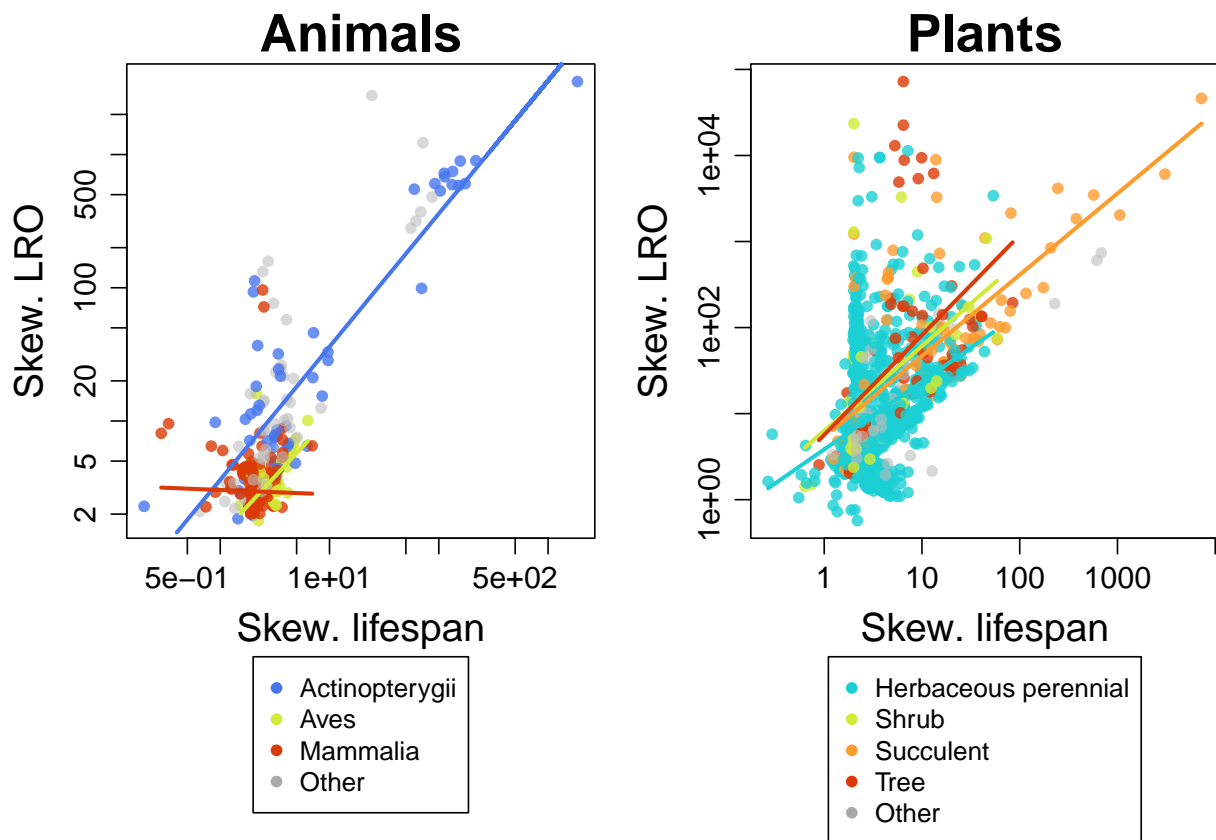 Animals
Plants
Skew. LRO
500
100
20
5
2
5e−01
1e+01
5e+02
Skew. lifespan
Actinopterygii
Aves
Mammalia
Other
Skew. LRO
1e+04
1e+02
1e+00
1
10
100
1000
Skew. lifespan
Herbaceous perennial
Shrub
Succulent
Tree
Other